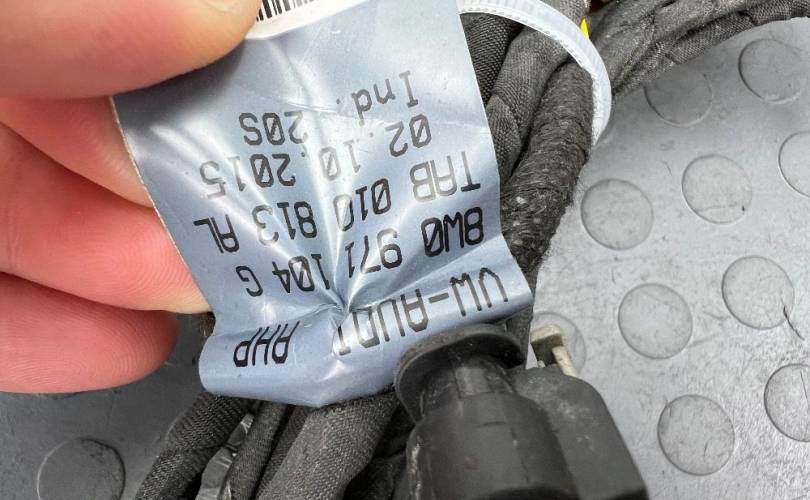 VW-AUDI AHP
8W0 971 104 G
TAB 010 813 AL
02.10.2015
Ind. 20S